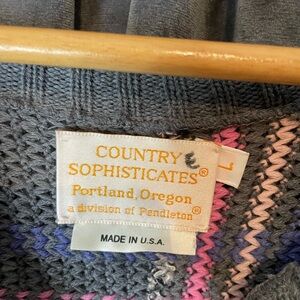 COUNTRY
SOPHISTICATES®
Portland, Oregon
a division of Pendleton®
MADE IN U.S.A.
L